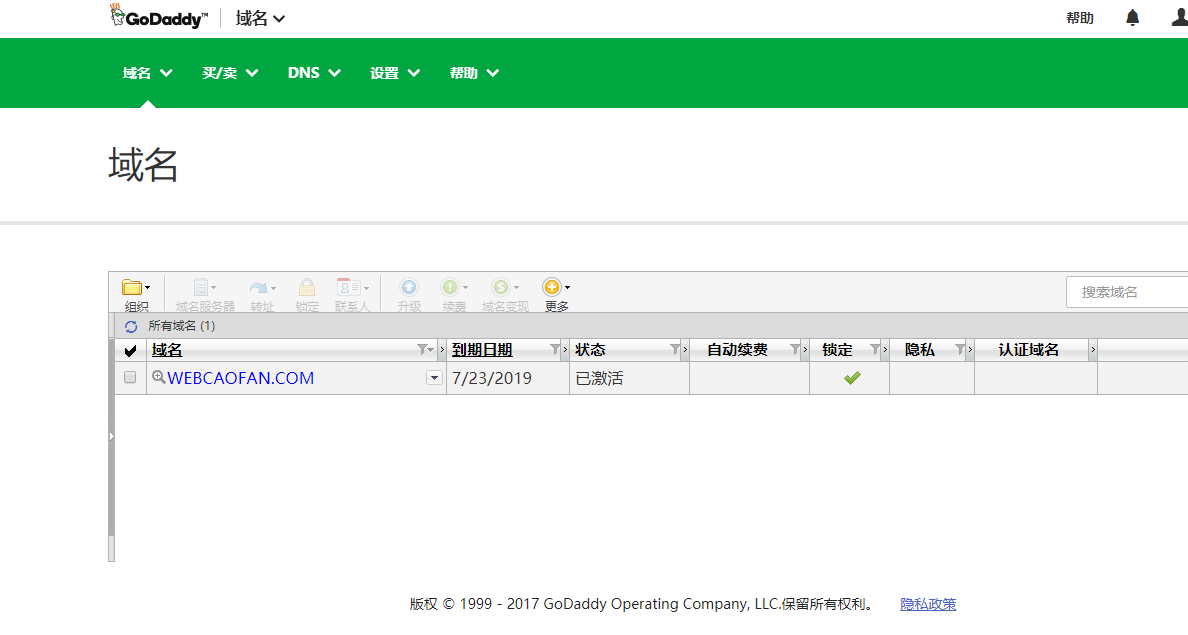 GoDaddy™ 域名 帮助
域名 买/卖 DNS 设置 帮助
域名
组织 域名服务器 转址 锁定 联系人 升级 续费 域名变现 更多 搜索域名
所有域名 (1)
域名 到期日期 状态 自动续费 锁定 隐私 认证域名
WEBCAOFAN.COM 7/23/2019 已激活
版权 © 1999 - 2017 GoDaddy Operating Company, LLC.保留所有权利。 隐私政策